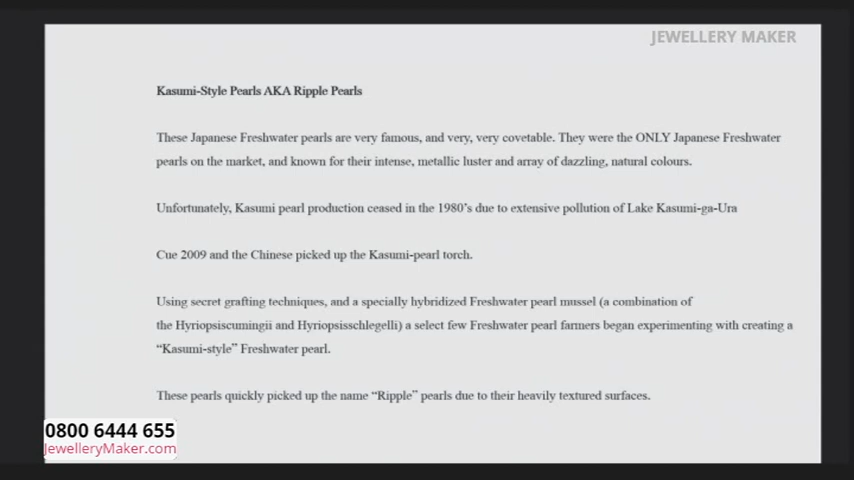 JEWELLERY MAKER
Kasumi-Style Pearls AKA Ripple Pearls
These Japanese Freshwater pearls are very famous, and very, very covetable. They were the ONLY Japanese Freshwater
pearls on the market, and known for their intense, metallic luster and array of dazzling, natural colours.
Unfortunately, Kasumi pearl production ceased in the 1980's due to extensive pollution of Lake Kasumi-ga-Ura
Cue 2009 and the Chinese picked up the Kasumi-pearl torch.
Using secret grafting techniques, and a specially hybridized Freshwater pearl mussel (a combination of
the Hyriopsiscumingii and Hyriopsisschlegelli) a select few Freshwater pearl farmers began experimenting with creating a
“Kasumi-style” Freshwater pearl.
These pearls quickly picked up the name “Ripple” pearls due to their heavily textured surfaces.
0800 6444 655
JewelleryMaker.com